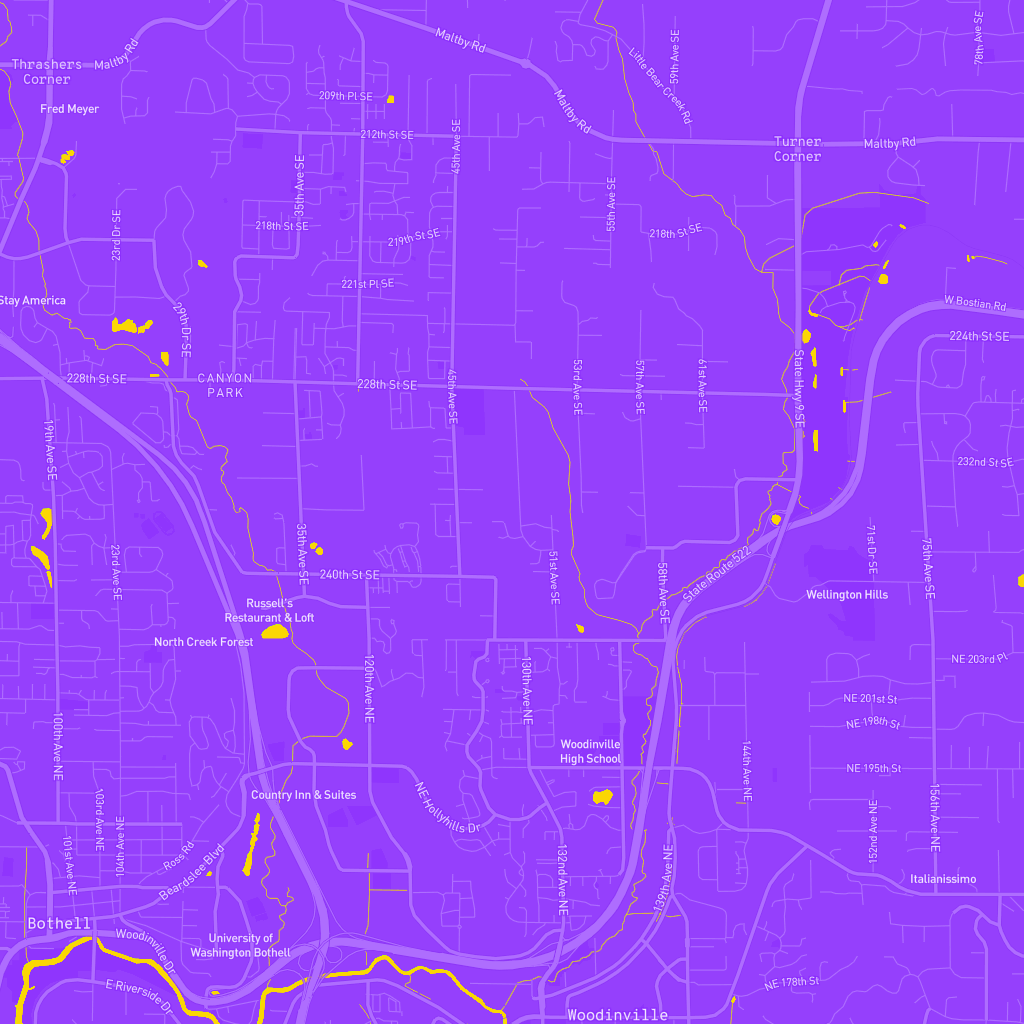 Maltby Rd
78th Ave SE
59th Ave SE
Little Bear Creek Rd
Maltby Rd
Thrashers
Corner
Fred Meyer
209th Pl SE
Maltby Rd
212th St SE
45th Ave SE
Turner
Corner
Maltby Rd
35th Ave SE
55th Ave SE
23rd Dr SE
218th St SE
219th St SE
218th St SE
221st Pl SE
Stay America
W Bostian Rd
29th Dr SE
224th St SE
228th St SE
CANYON
PARK
228th St SE
45th Ave SE
53rd Ave SE
57th Ave SE
61st Ave SE
State Hwy 9 SE
19th Ave SE
232nd St SE
35th Ave SE
23rd Ave SE
240th St SE
51st Ave SE
58th Ave SE
State Route 522
71st Dr SE
75th Ave SE
Wellington Hills
Russell's
Restaurant & Loft
North Creek Forest
120th Ave NE
130th Ave NE
NE 203rd Pl
NE 201st St
NE 198th St
100th Ave NE
Woodinville
High School
144th Ave NE
NE 195th St
Country Inn & Suites
NE Hollyhills Dr
103rd Ave NE
104th Ave NE
101st Ave NE
Ross Rd
Beardslee Blvd
132nd Ave NE
139th Ave NE
152nd Ave NE
156th Ave NE
Italianissimo
Bothell
Woodinville Dr
University of
Washington Bothell
E Riverside Dr
NE 178th St
Woodinville